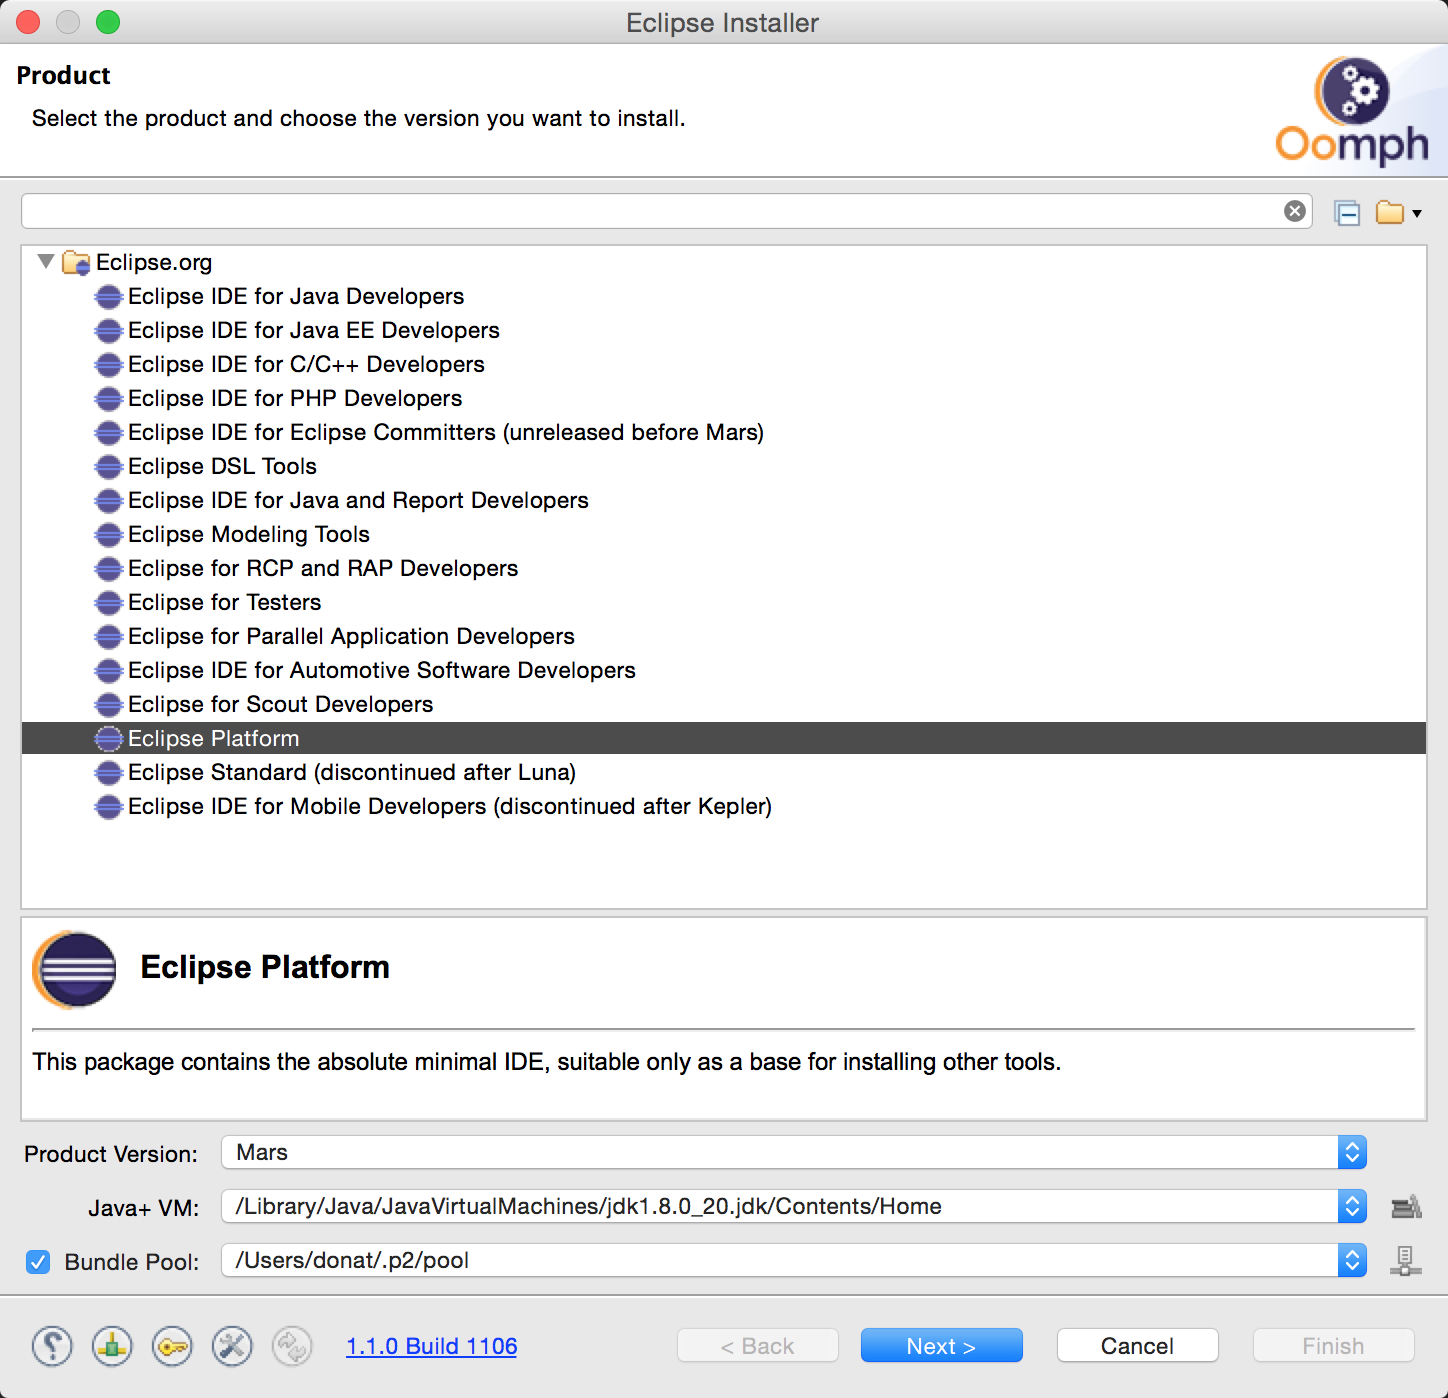 Eclipse Installer
Product
Select the product and choose the version you want to install.
Oomph
Eclipse.org
Eclipse IDE for Java Developers
Eclipse IDE for Java EE Developers
Eclipse IDE for C/C++ Developers
Eclipse IDE for PHP Developers
Eclipse IDE for Eclipse Committers (unreleased before Mars)
Eclipse DSL Tools
Eclipse IDE for Java and Report Developers
Eclipse Modeling Tools
Eclipse for RCP and RAP Developers
Eclipse for Testers
Eclipse for Parallel Application Developers
Eclipse IDE for Automotive Software Developers
Eclipse for Scout Developers
Eclipse Platform
Eclipse Standard (discontinued after Luna)
Eclipse IDE for Mobile Developers (discontinued after Kepler)
Eclipse Platform
This package contains the absolute minimal IDE, suitable only as a base for installing other tools.
Product Version: Mars
Java+ VM: /Library/Java/JavaVirtualMachines/jdk1.8.0_20.jdk/Contents/Home
Bundle Pool: /Users/donat/.p2/pool
1.1.0 Build 1106 < Back Next > Cancel Finish